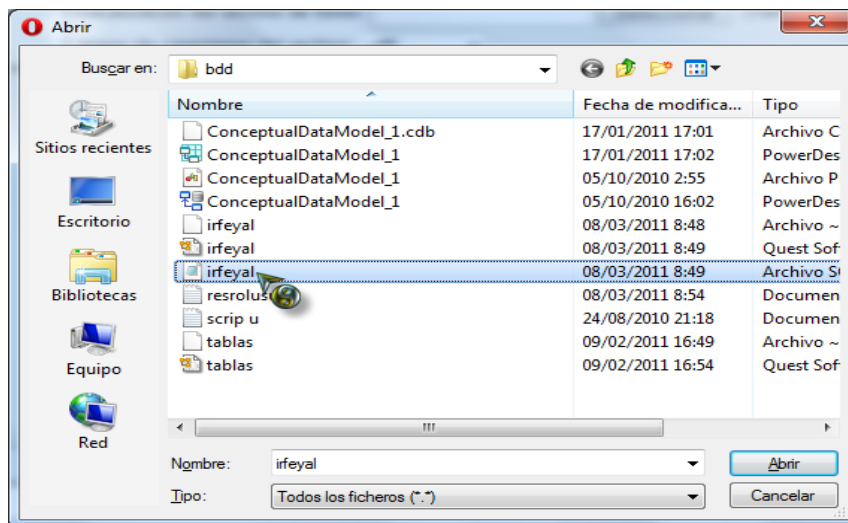 Abrir
Buscar en: bdd
Nombre Fecha de modifica... Tipo
ConceptualDataModel_1.cdb 17/01/2011 17:01 Archivo C
ConceptualDataModel_1 17/01/2011 17:02 PowerDes
ConceptualDataModel_1 05/10/2010 2:55 Archivo P
ConceptualDataModel_1 05/10/2010 16:02 PowerDes
irfeyal 08/03/2011 8:48 Archivo ~
irfeyal 08/03/2011 8:49 Quest Sof
irfeyal 08/03/2011 8:49 Archivo S
resrolus 08/03/2011 8:54 Documen
scrip u 24/08/2010 21:18 Documen
tablas 09/02/2011 16:49 Archivo ~
tablas 09/02/2011 16:54 Quest Sof
Sitios recientes
Escritorio
Bibliotecas
Equipo
Red
Nombre: irfeyal Abrir
Tipo: Todos los ficheros (*.*) Cancelar